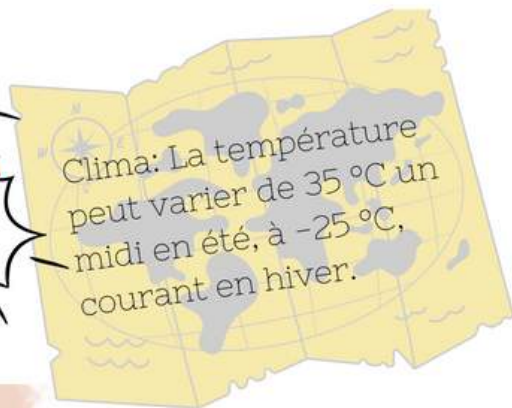 Clima: La température
peut varier de 35 °C un
midi en été, à -25 °C,
courant en hiver.